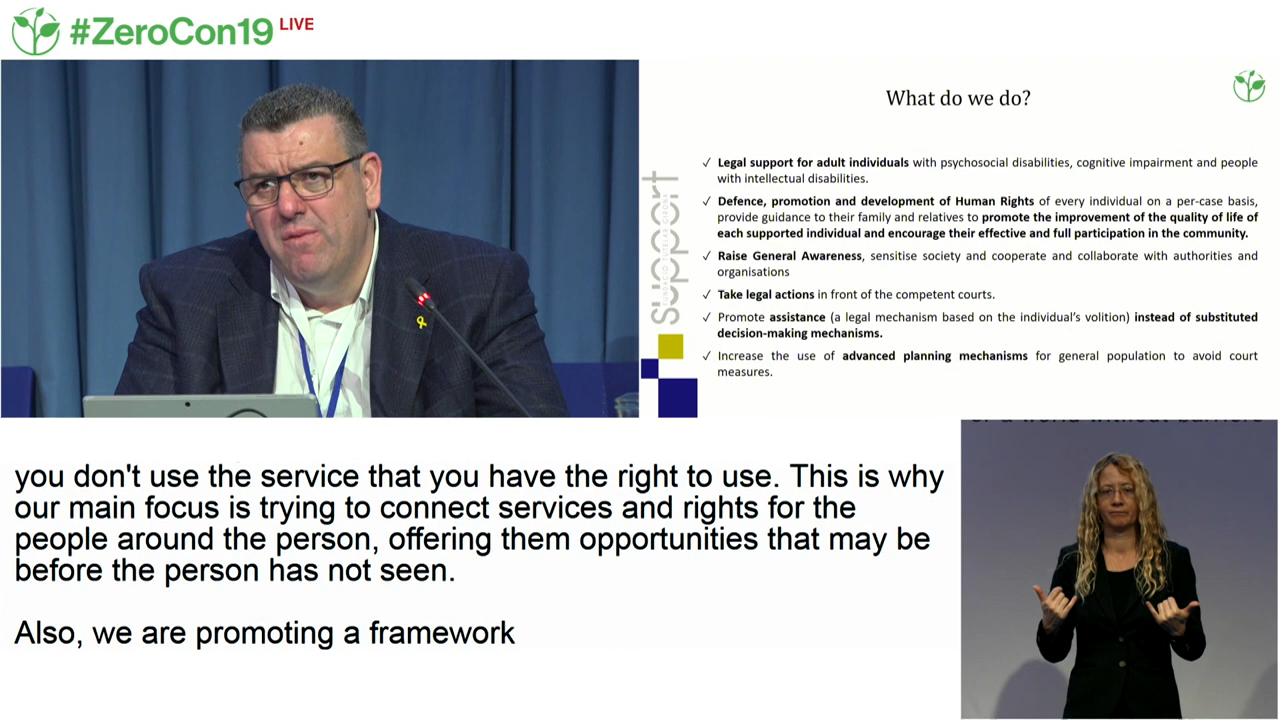 #ZeroCon19 LIVE
What do we do?
✓ Legal support for adult individuals with psychosocial disabilities, cognitive impairment and people
with intellectual disabilities.
✓ Defence, promotion and development of Human Rights of every individual on a per-case basis,
provide guidance to their family and relatives to promote the improvement of the quality of life of
each supported individual and encourage their effective and full participation in the community.
✓ Raise General Awareness, sensitise society and cooperate and collaborate with authorities and
organisations
✓ Take legal actions in front of the competent courts.
✓ Promote assistance (a legal mechanism based on the individual's volition) instead of substituted
decision-making mechanisms.
✓ Increase the use of advanced planning mechanisms for general population to avoid court
measures.
support
FUNDACIÓ TUTELAR GIRONA
you don't use the service that you have the right to use. This is why
our main focus is trying to connect services and rights for the
people around the person, offering them opportunities that may be
before the person has not seen.
Also, we are promoting a framework
of a world without barriers